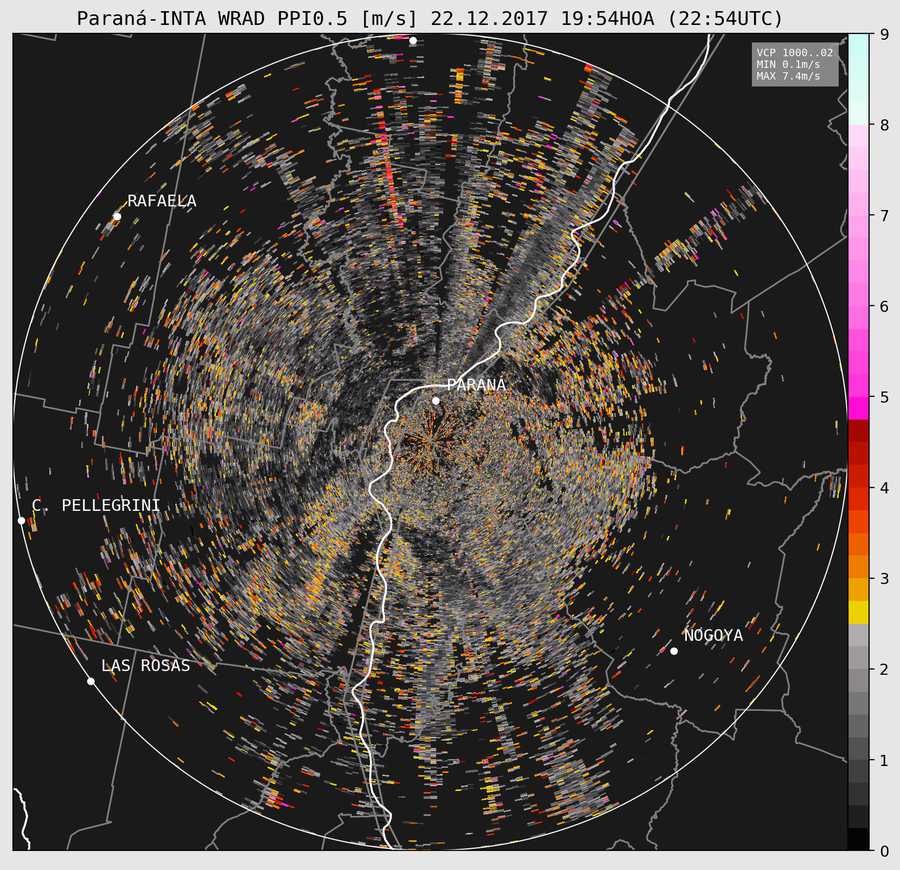 Paraná-INTA WRAD PPI0.5 [m/s] 22.12.2017 19:54HOA (22:54UTC)
VCP 1000..02
MIN 0.1m/s
MAX 7.4m/s
9
8
7
6
5
4
3
2
1
0
RAFAELA
PARANA
C. PELLEGRINI
NOGOYA
LAS ROSAS